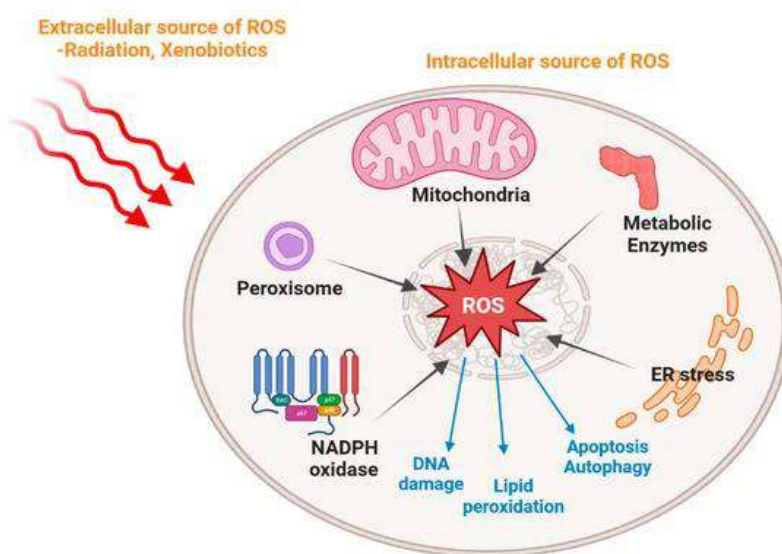 Extracellular source of ROS
-Radiation, Xenobiotics
Intracellular source of ROS
Mitochondria
Metabolic
Enzymes
Peroxisome
ROS
ER stress
NADPH
oxidase
DNA
damage
Lipid
peroxidation
Apoptosis
Autophagy